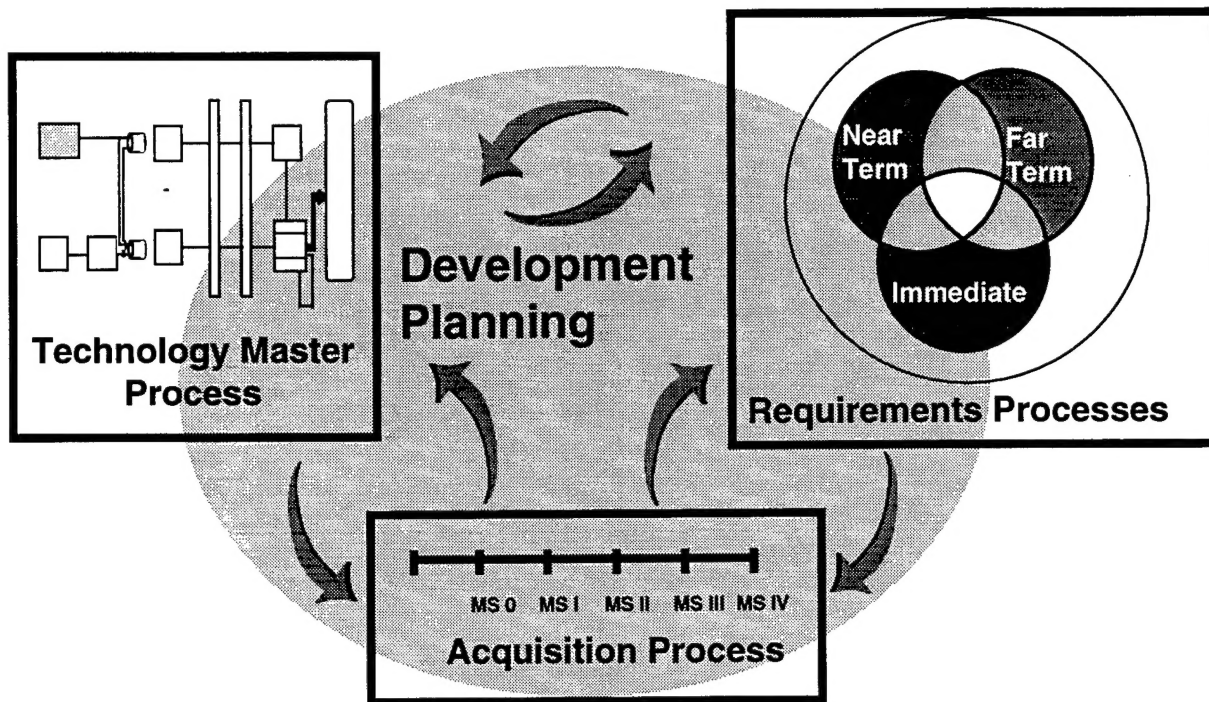 Near
Term
Far
Term
Immediate
Development
Planning
Technology Master
Process
Requirements Processes
MS 0 MS I MS II MS III MS IV
Acquisition Process